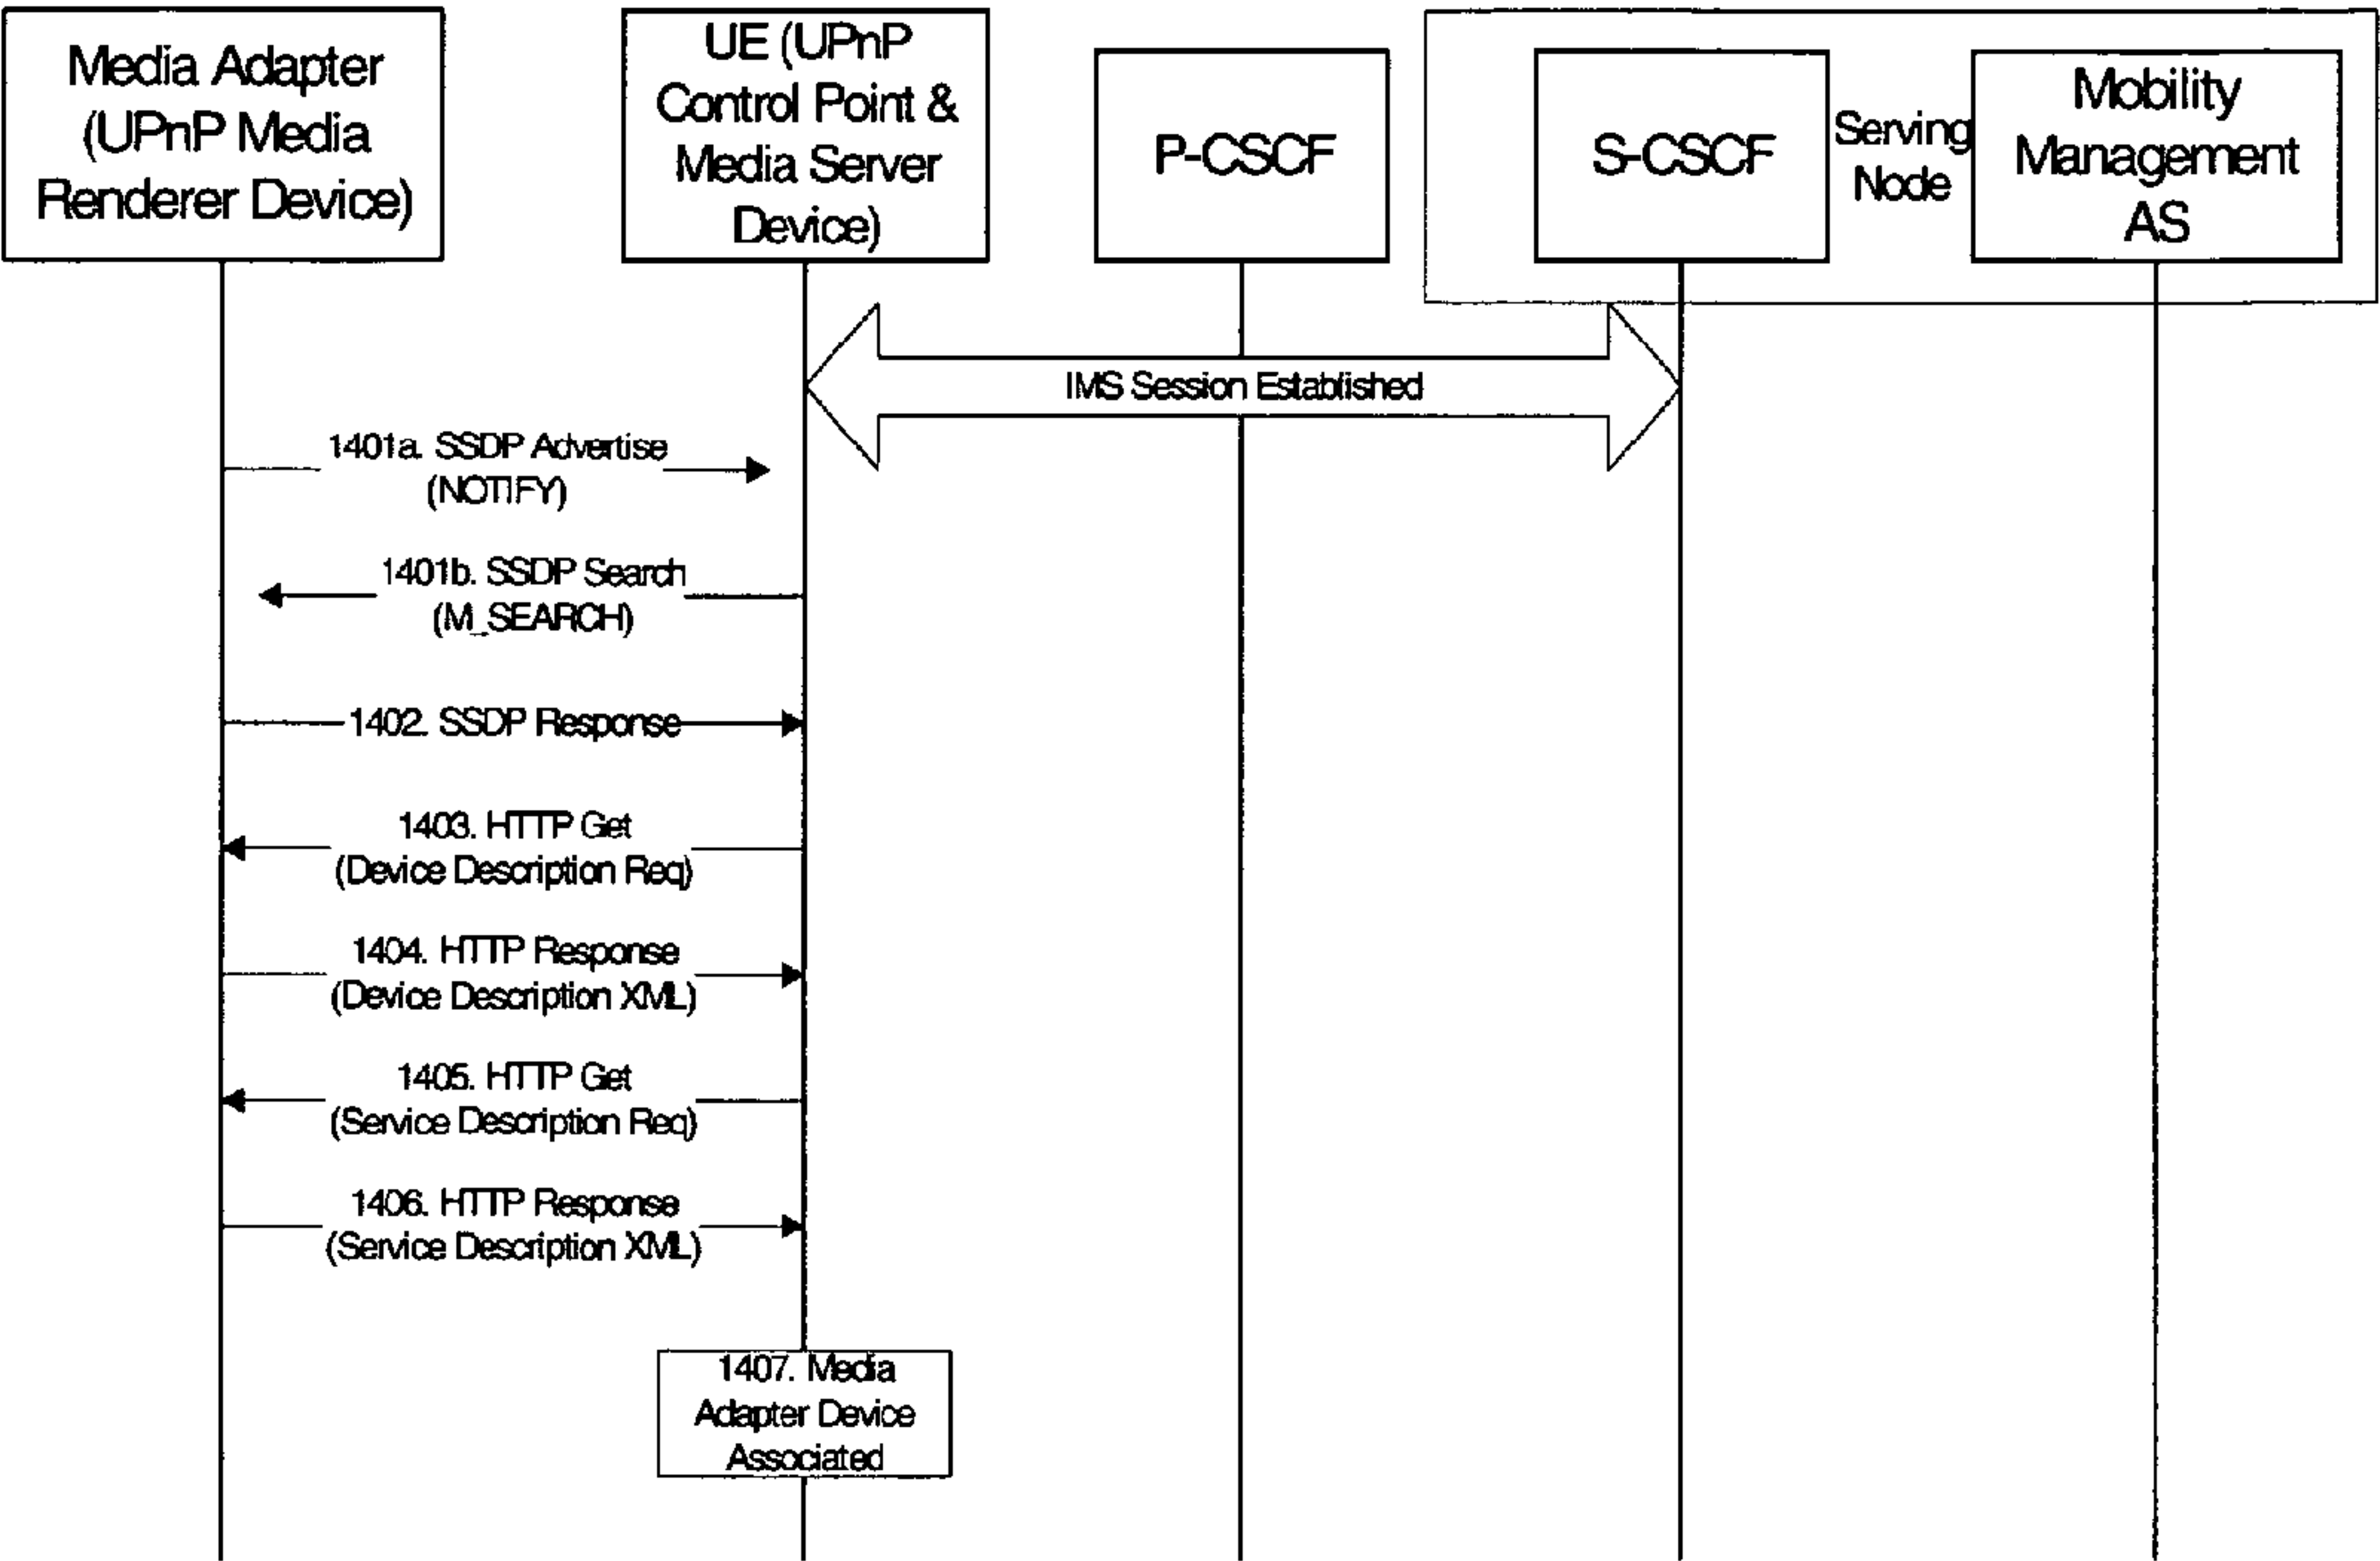 Media Adapter
(UPnP Media
Renderer Device)
UE (UPnP
Control Point &
Media Server
Device)
P-CSCF
S-CSCF
Serving
Node
Mobility
Management
AS
IMS Session Established
1401a. SSDP Advertise
(NOTIFY)
1401b. SSDP Search
(M_SEARCH)
1402. SSDP Response
1403. HTTP Get
(Device Description Req)
1404. HTTP Response
(Device Description XML)
1405. HTTP Get
(Service Description Req)
1406. HTTP Response
(Service Description XML)
1407. Media
Adapter Device
Associated